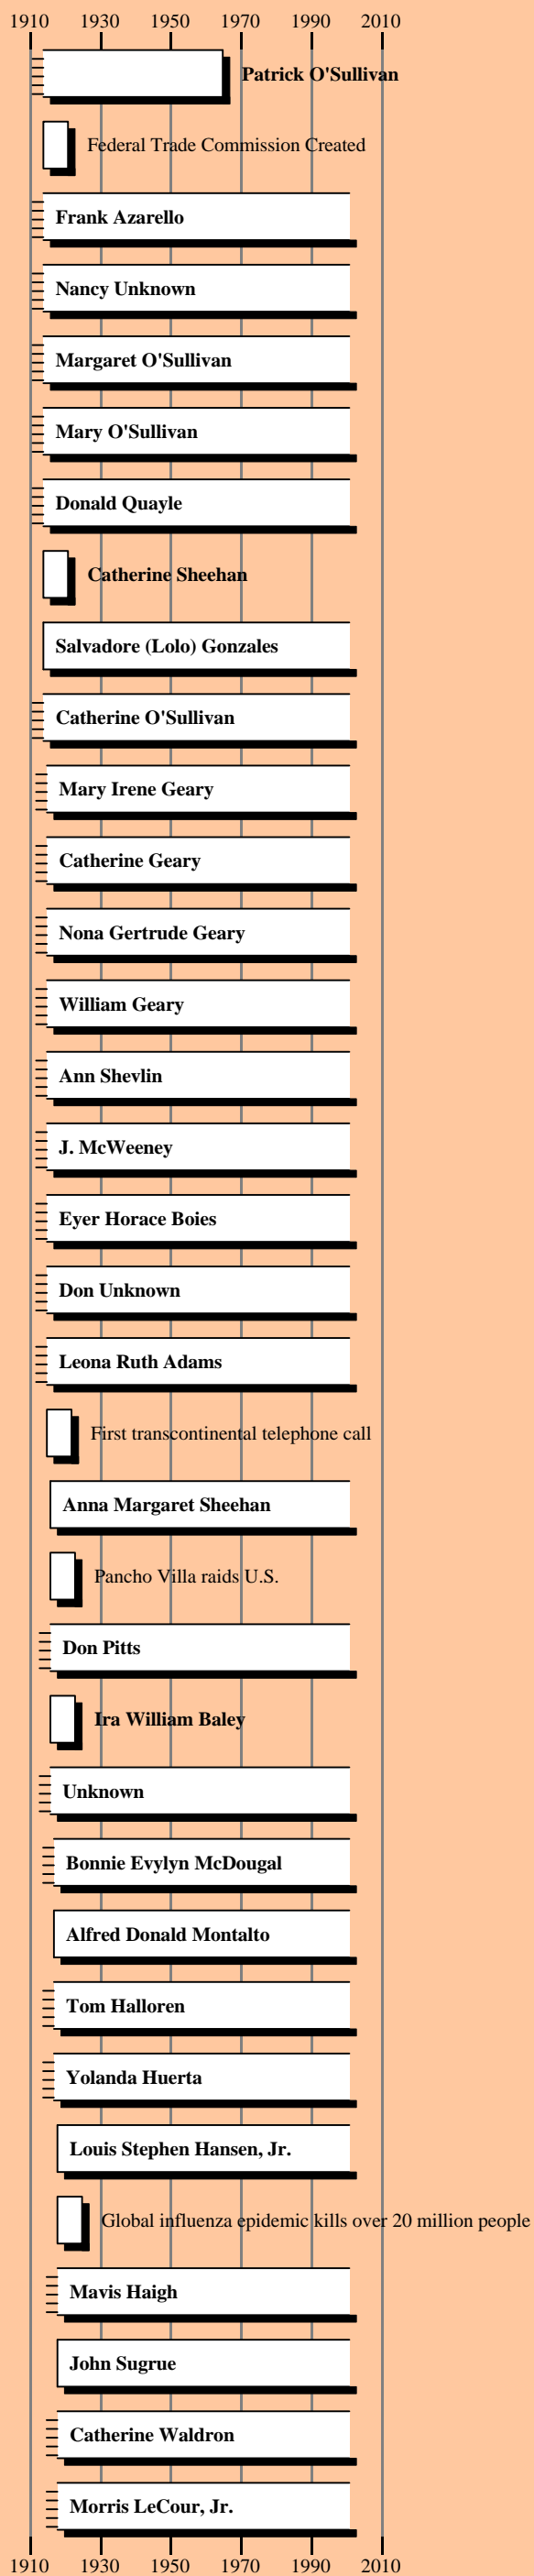 1910 1930 1950 1970 1990 2010
Patrick O'Sullivan
Federal Trade Commission Created
Frank Azarello
Nancy Unknown
Margaret O'Sullivan
Mary O'Sullivan
Donald Quayle
Catherine Sheehan
Salvadore (Lolo) Gonzales
Catherine O'Sullivan
Mary Irene Geary
Catherine Geary
Nona Gertrude Geary
William Geary
Ann Shevlin
J. McWeeney
Eyer Horace Boies
Don Unknown
Leona Ruth Adams
First transcontinental telephone call
Anna Margaret Sheehan
Pancho Villa raids U.S.
Don Pitts
Ira William Baley
Unknown
Bonnie Evylyn McDougal
Alfred Donald Montalto
Tom Halloren
Yolanda Huerta
Louis Stephen Hansen, Jr.
Global influenza epidemic kills over 20 million people
Mavis Haigh
John Sugrue
Catherine Waldron
Morris LeCour, Jr.
1910 1930 1950 1970 1990 2010